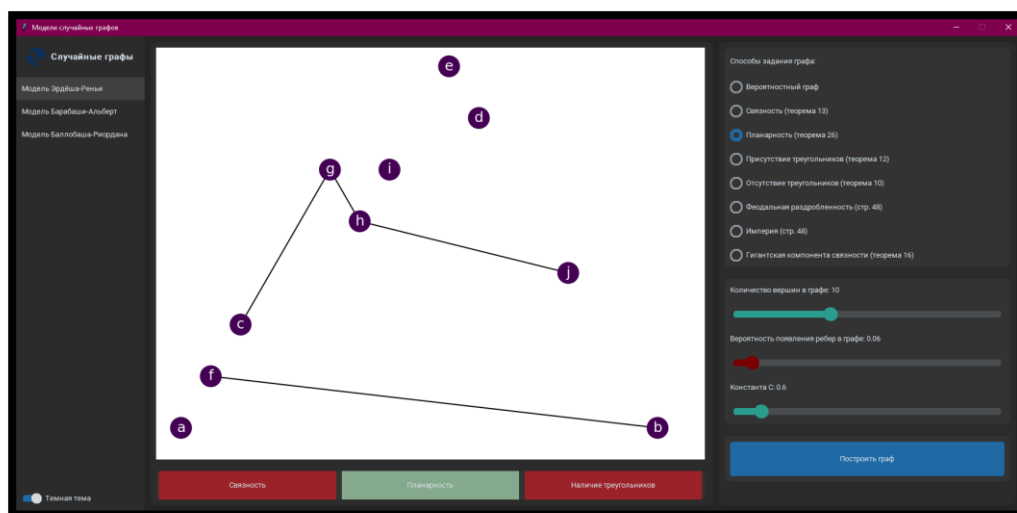 Модели случайных графов
Случайные графы
Модель Эрдёша-Реньи
Модель Барабаши-Альберт
Модель Баллобаша-Риордана
Темная тема
e
d
g
i
h
j
c
f
a
b
Связность
Планарность
Наличие треугольников
Способы задания графа:
Вероятностный граф
Связность (теорема 13)
Планарность (теорема 26)
Присутствие треугольников (теорема 12)
Отсутствие треугольников (теорема 10)
Феодальная раздробленность (стр. 48)
Империя (стр. 48)
Гигантская компонента связности (теорема 16)
Количество вершин в графе: 10
Вероятность появления ребер в графе: 0.06
Константа C: 0.6
Построить граф